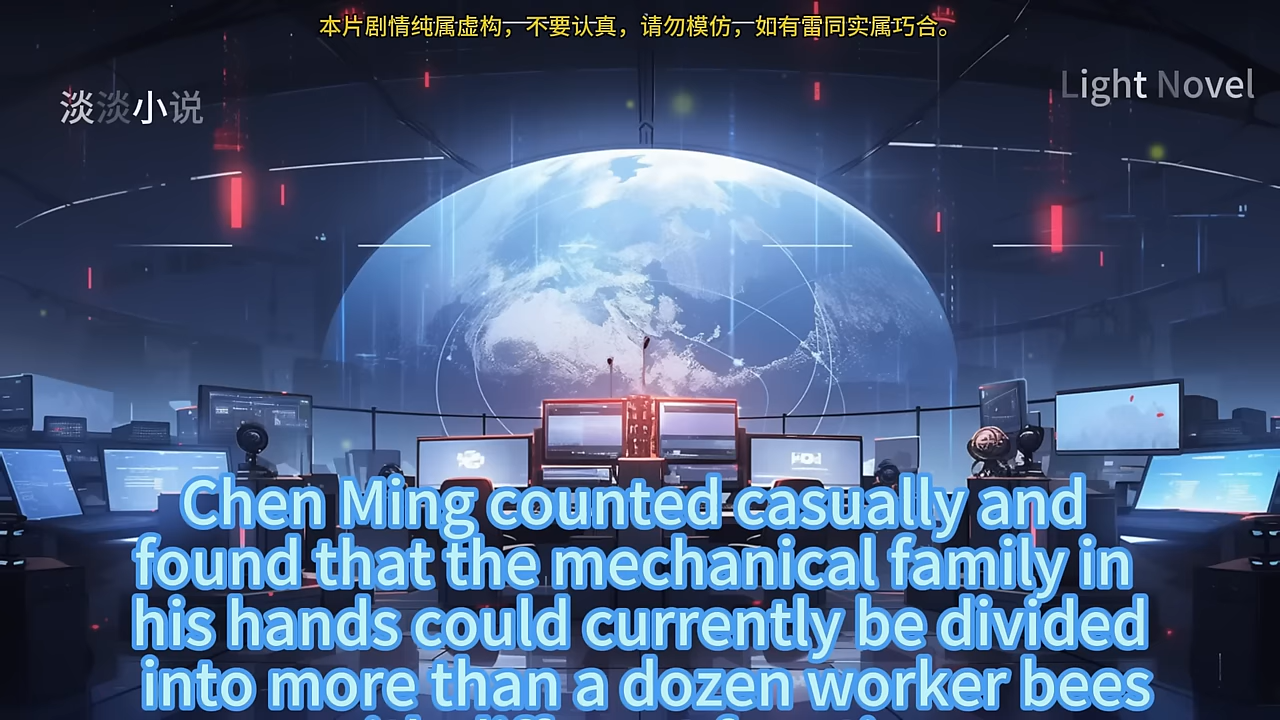 本片剧情纯属虚构，不要认真，请勿模仿，如有雷同实属巧合。
淡淡小说
Light Novel
Chen Ming counted casually and
found that the mechanical family in
his hands could currently be divided
into more than a dozen worker bees